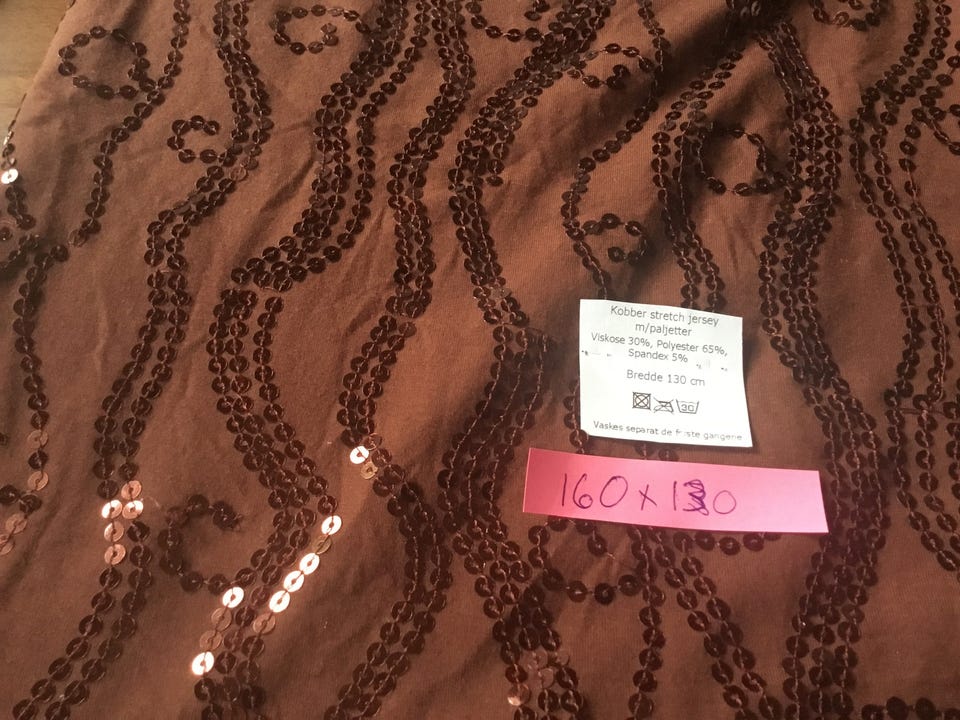 Kobber stretch jersey
m/paljetter
Viskose 30%, Polyester 65%,
Spandex 5%
Bredde 130 cm
30
Vaskes separat de første gangene
160 x 130